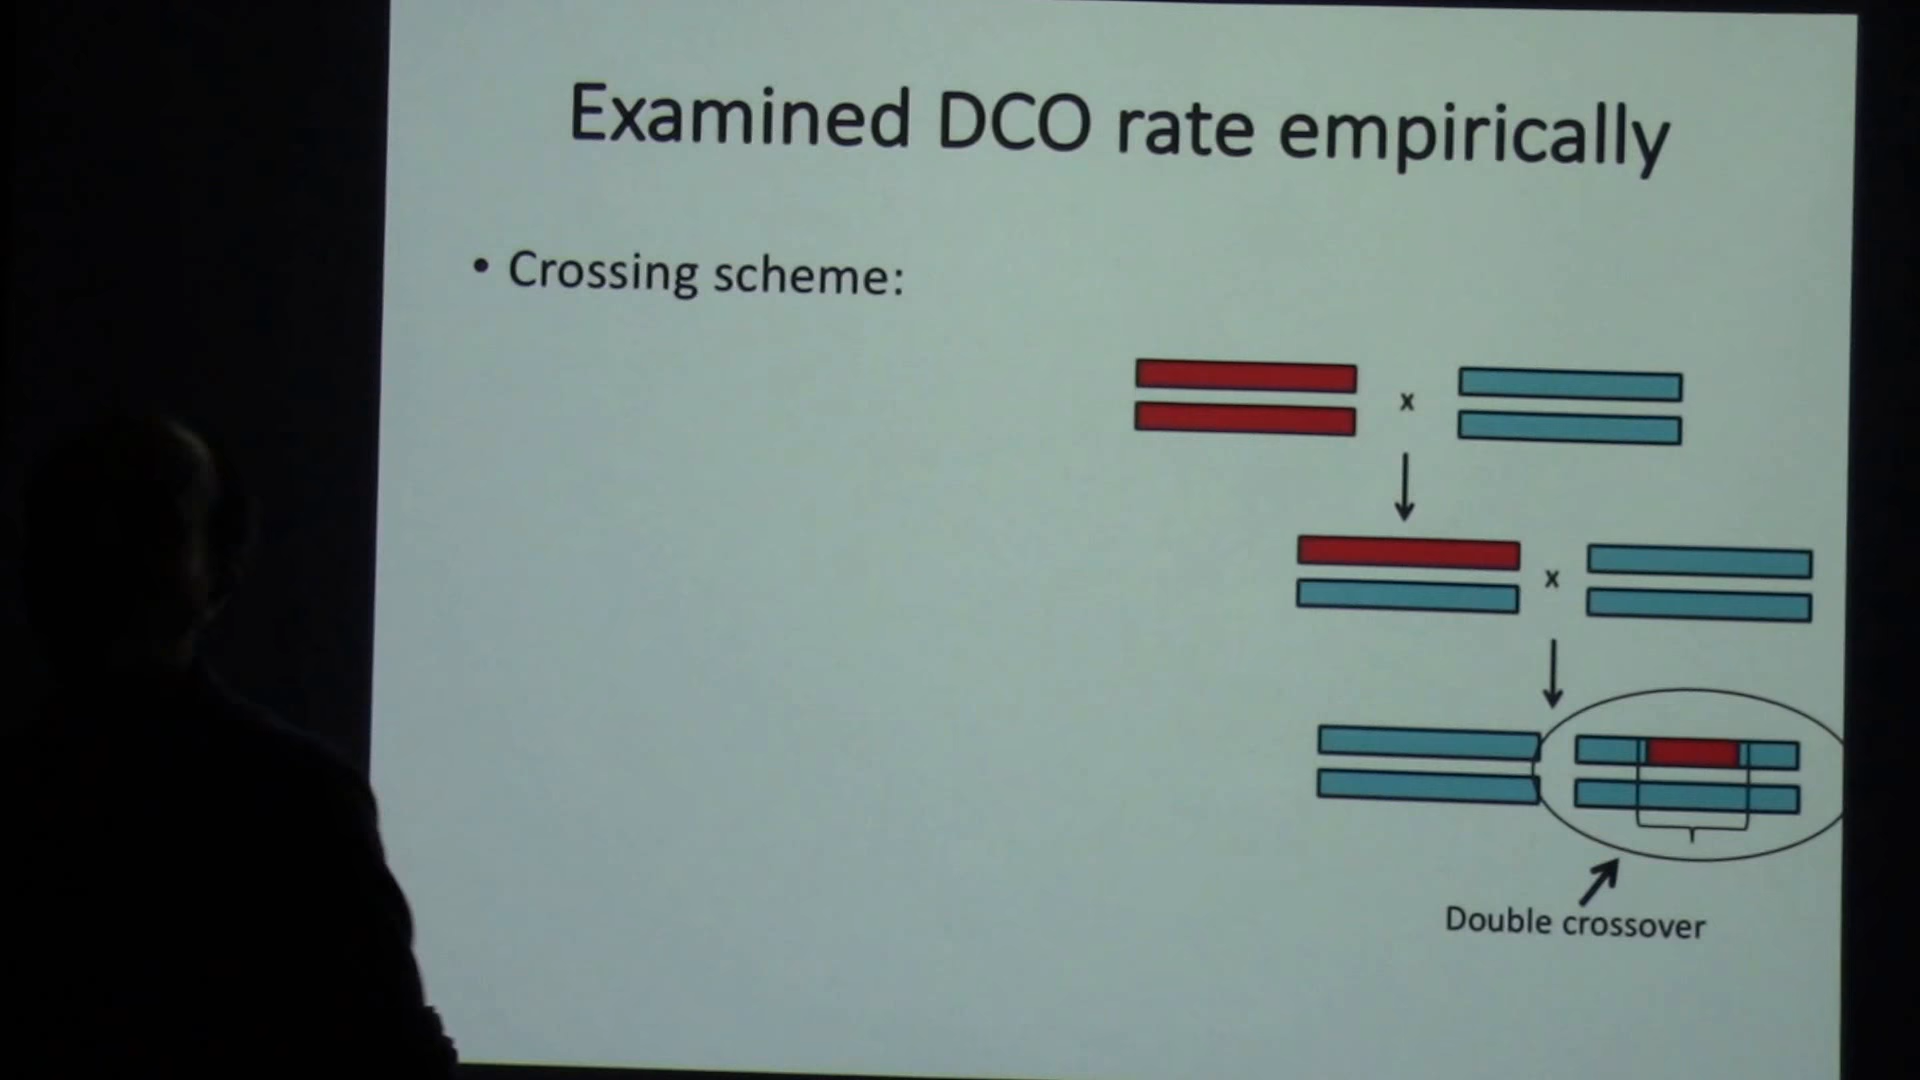 Examined DCO rate empirically
• Crossing scheme:
x
x
Double crossover